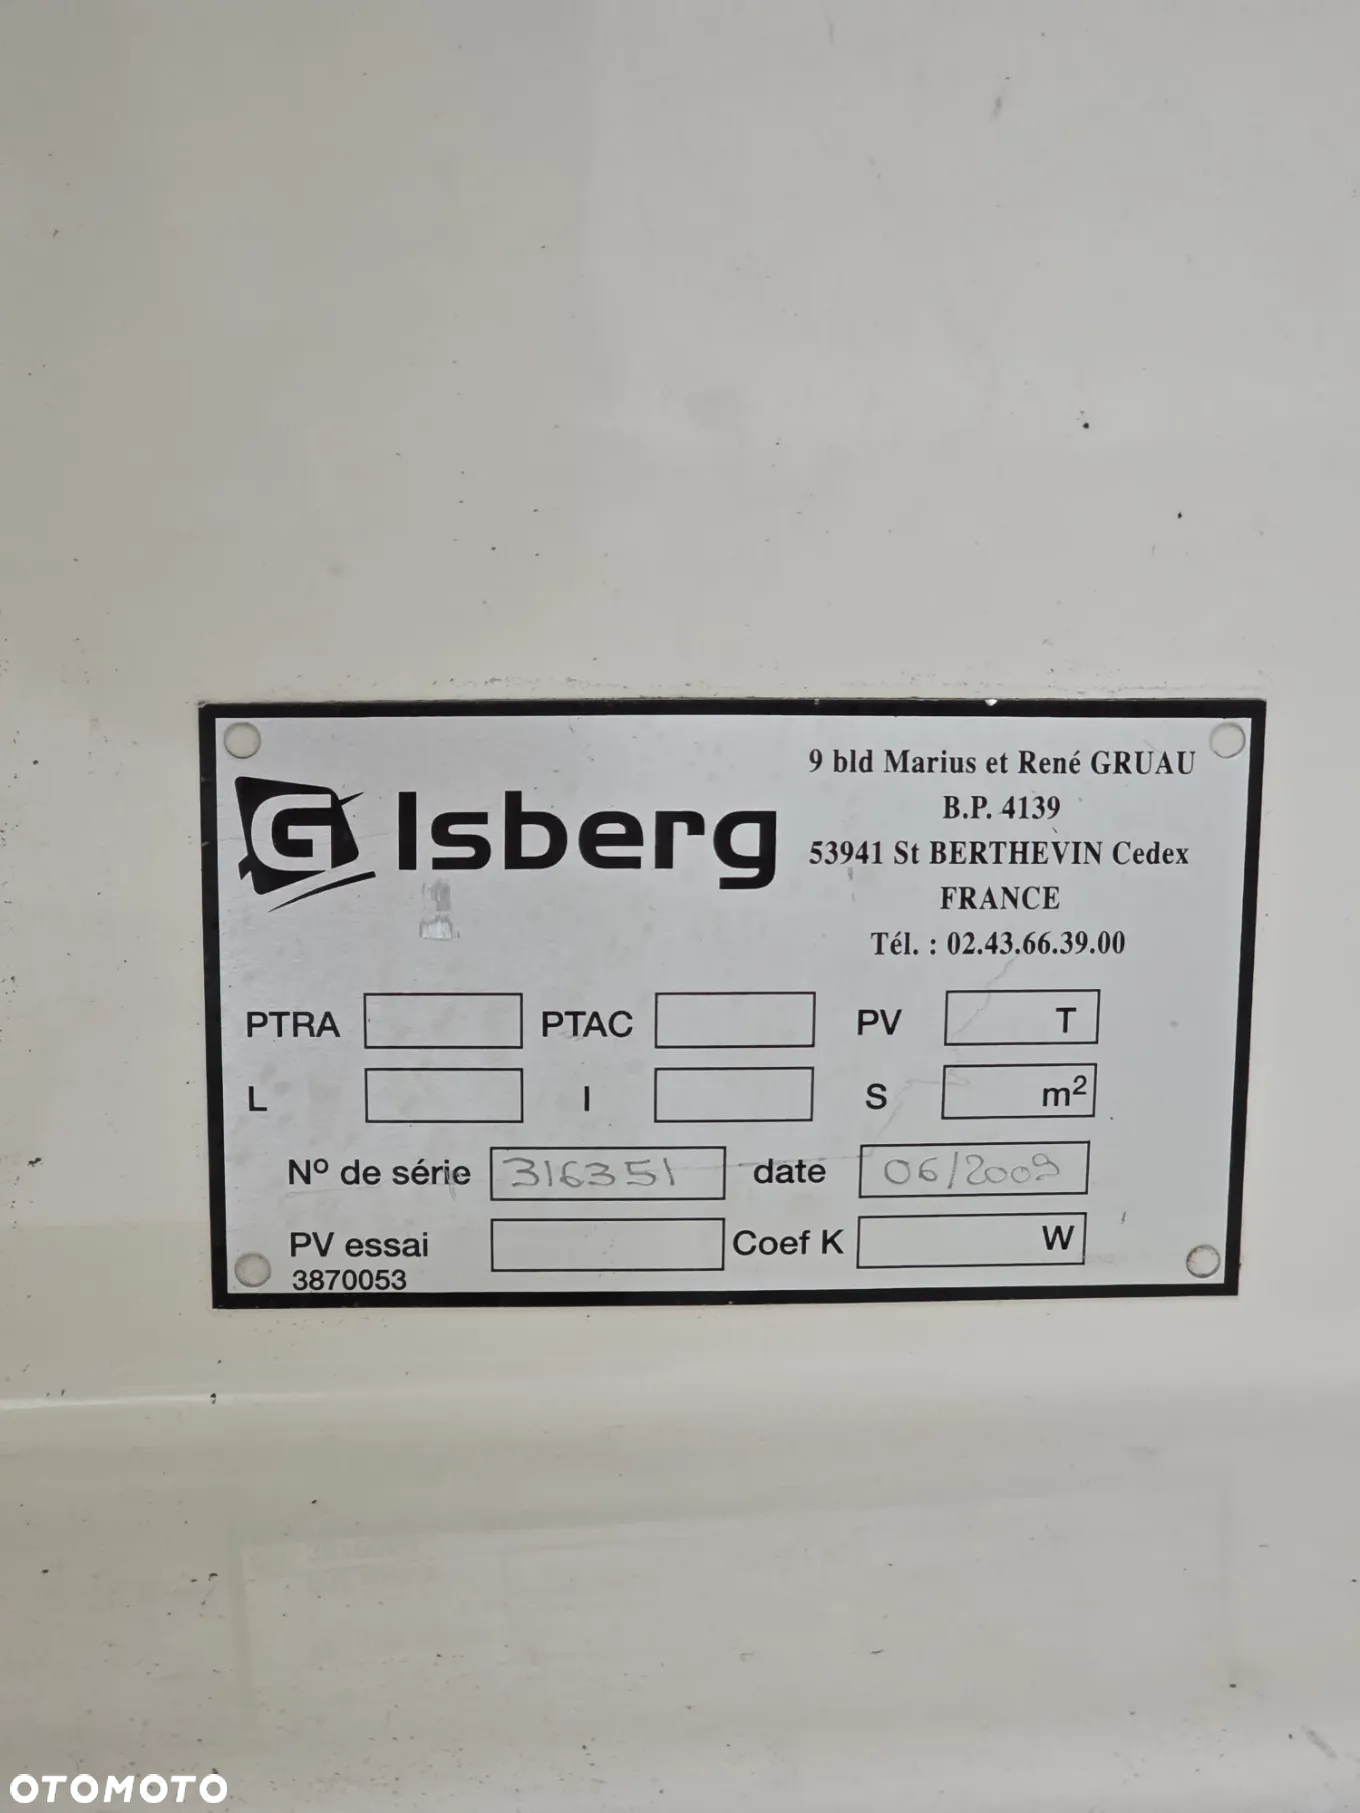 G Isberg
9 bld Marius et René GRUAU
B.P. 4139
53941 St BERTHEVIN Cedex
FRANCE
Tél. : 02.43.66.39.00
PTRA PTAC PV T
L l S m²
Nº de série 316351 date 06/2009
PV essai Coef K W
3870053
OTOMOTO